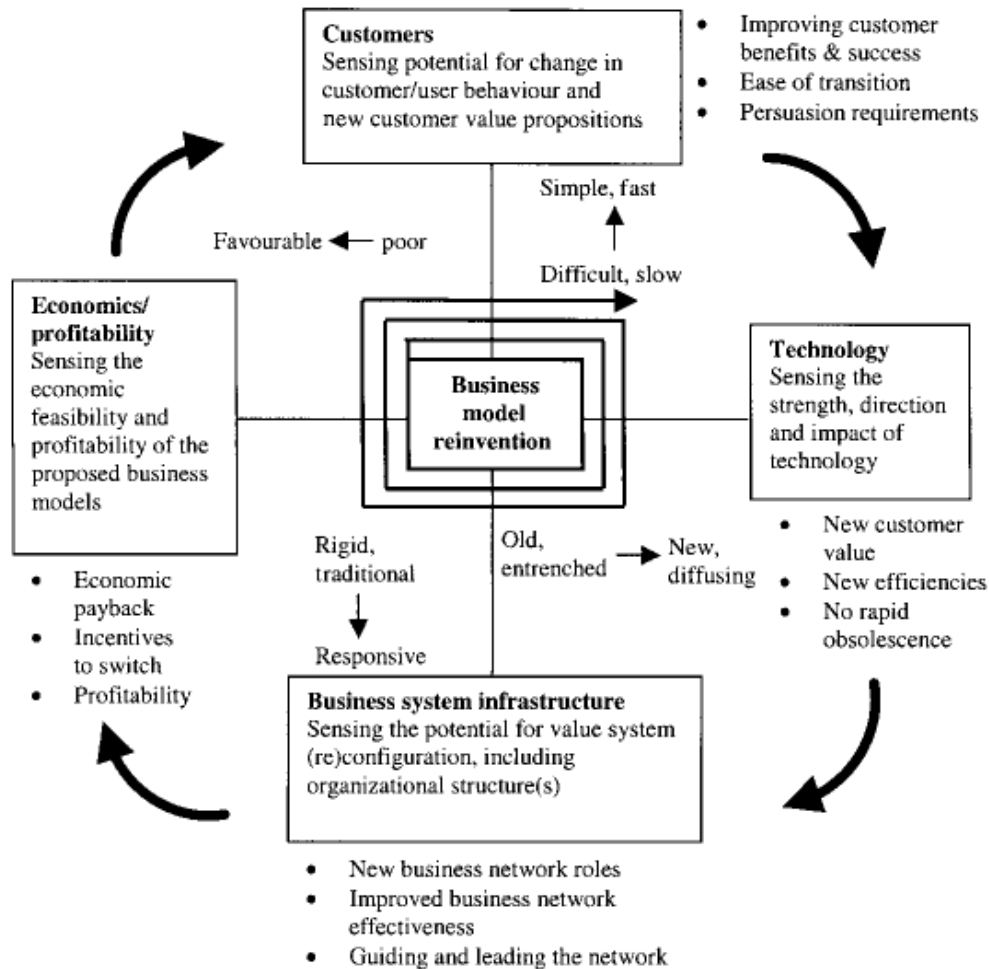 Customers
Sensing potential for change in
customer/user behaviour and
new customer value propositions
• Improving customer
benefits & success
• Ease of transition
• Persuasion requirements
Simple, fast
Difficult, slow
Favourable
poor
Economics/
profitability
Sensing the
economic
feasibility and
profitability of the
proposed business
models
• Economic
payback
• Incentives
to switch
• Profitability
Business
model
reinvention
Technology
Sensing the
strength, direction
and impact of
technology
• New customer
value
• New efficiencies
• No rapid
obsolescence
Rigid,
traditional
Responsive
Old,
entrenched
New,
diffusing
Business system infrastructure
Sensing the potential for value system
(re)configuration, including
organizational structure(s)
• New business network roles
• Improved business network
effectiveness
• Guiding and leading the network